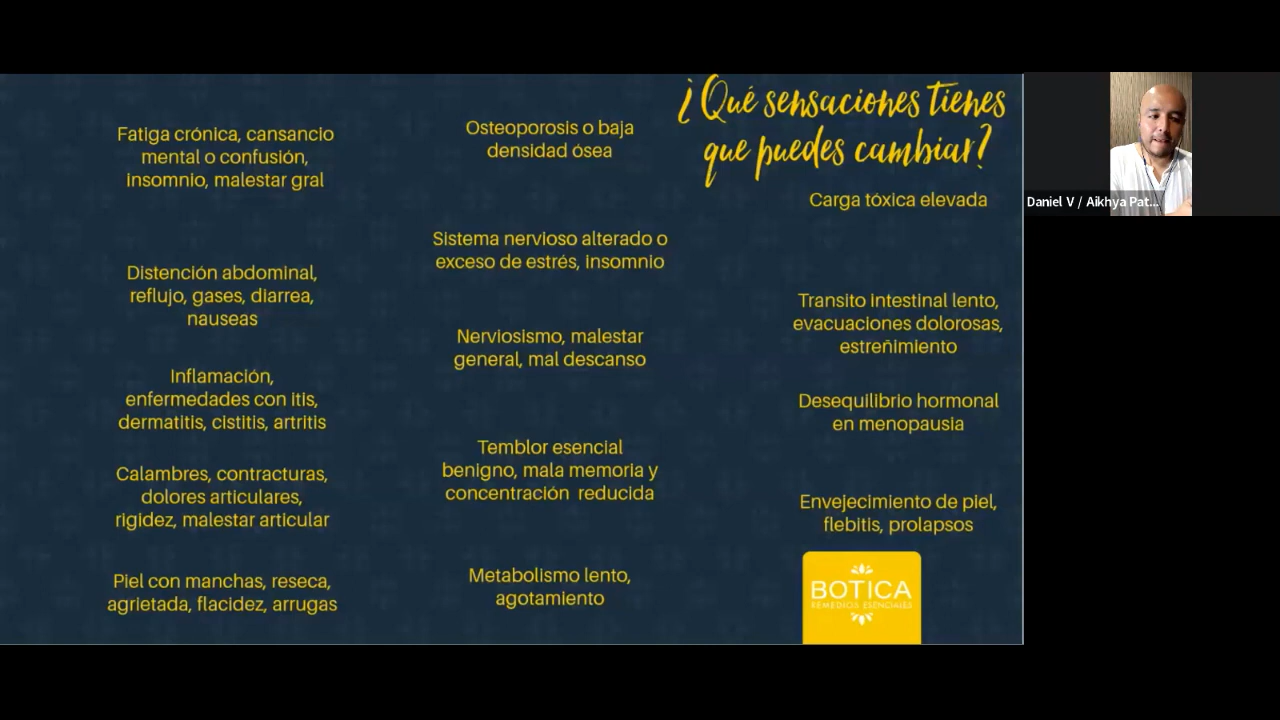 ¿Qué sensaciones tienes
que puedes cambiar?
Fatiga crónica, cansancio
mental o confusión,
insomnio, malestar gral
Distención abdominal,
reflujo, gases, diarrea,
nauseas
Inflamación,
enfermedades con itis,
dermatitis, cistitis, artritis
Calambres, contracturas,
dolores articulares,
rigidez, malestar articular
Piel con manchas, reseca,
agrietada, flacidez, arrugas
Osteoporosis o baja
densidad ósea
Sistema nervioso alterado o
exceso de estrés, insomnio
Nerviosismo, malestar
general, mal descanso
Temblor esencial
benigno, mala memoria y
concentración reducida
Metabolismo lento,
agotamiento
Carga tóxica elevada
Transito intestinal lento,
evacuaciones dolorosas,
estreñimiento
Desequilibrio hormonal
en menopausia
Envejecimiento de piel,
flebitis, prolapsos
BOTICA
REMEDIOS ESENCIALES
Daniel V / Aikhya Pat...